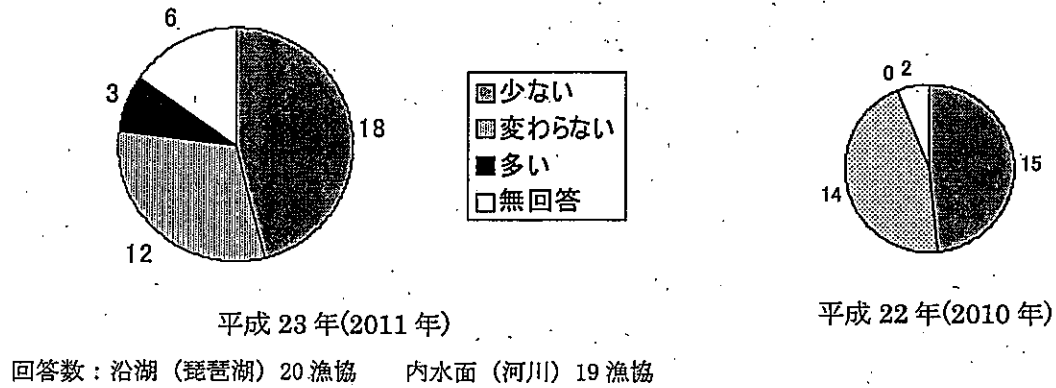 6
3
18
12
少ない
変わらない
多い
無回答
0 2
15
14
平成 23 年(2011 年)
平成 22 年(2010 年)
回答数：沿湖（琵琶湖）20 漁協 内水面（河川）19 漁協